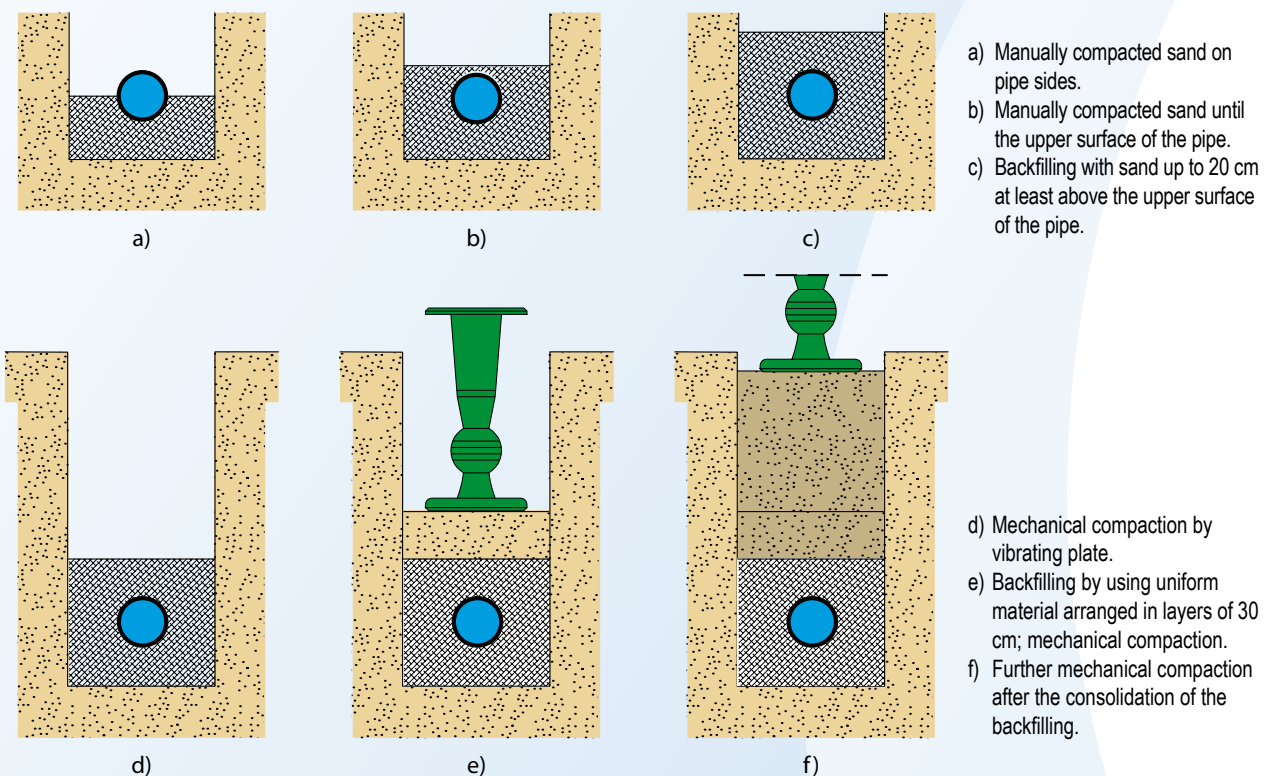 a) Manually compacted sand on
pipe sides.
b) Manually compacted sand until
the upper surface of the pipe.
c) Backfilling with sand up to 20 cm
at least above the upper surface
of the pipe.
a)
b)
c)
d) Mechanical compaction by
vibrating plate.
e) Backfilling by using uniform
material arranged in layers of 30
cm; mechanical compaction.
f) Further mechanical compaction
after the consolidation of the
backfilling.
d)
e)
f)